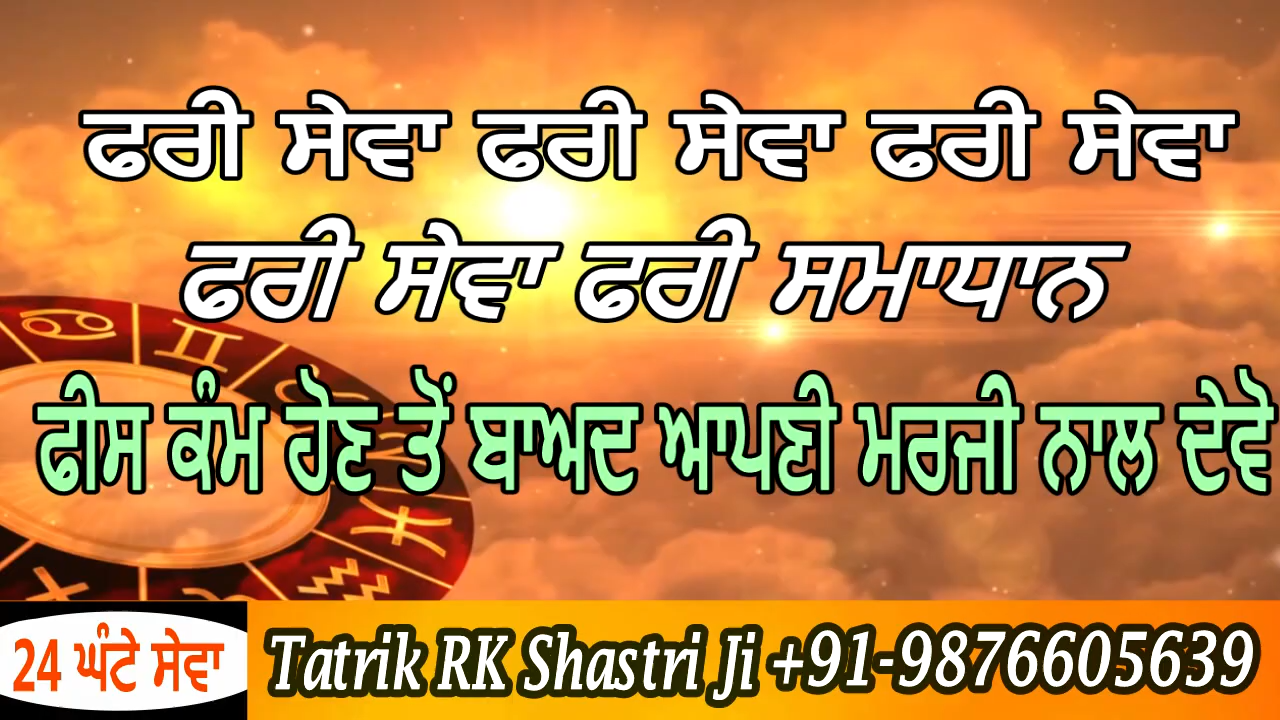 ਫਰੀ ਸੇਵਾ ਫਰੀ ਸੇਵਾ ਫਰੀ ਸੇਵਾ
ਫਰੀ ਸੇਵਾ ਫਰੀ ਸਮਾਧਾਨ
ਫੀਸ ਕੰਮ ਹੋਣ ਤੋਂ ਬਾਅਦ ਆਪਣੀ ਮਰਜੀ ਨਾਲ ਦੇਵੋ
24 ਘੰਟੇ ਸੇਵਾ Tatrik RK Shastri Ji +91-9876605639